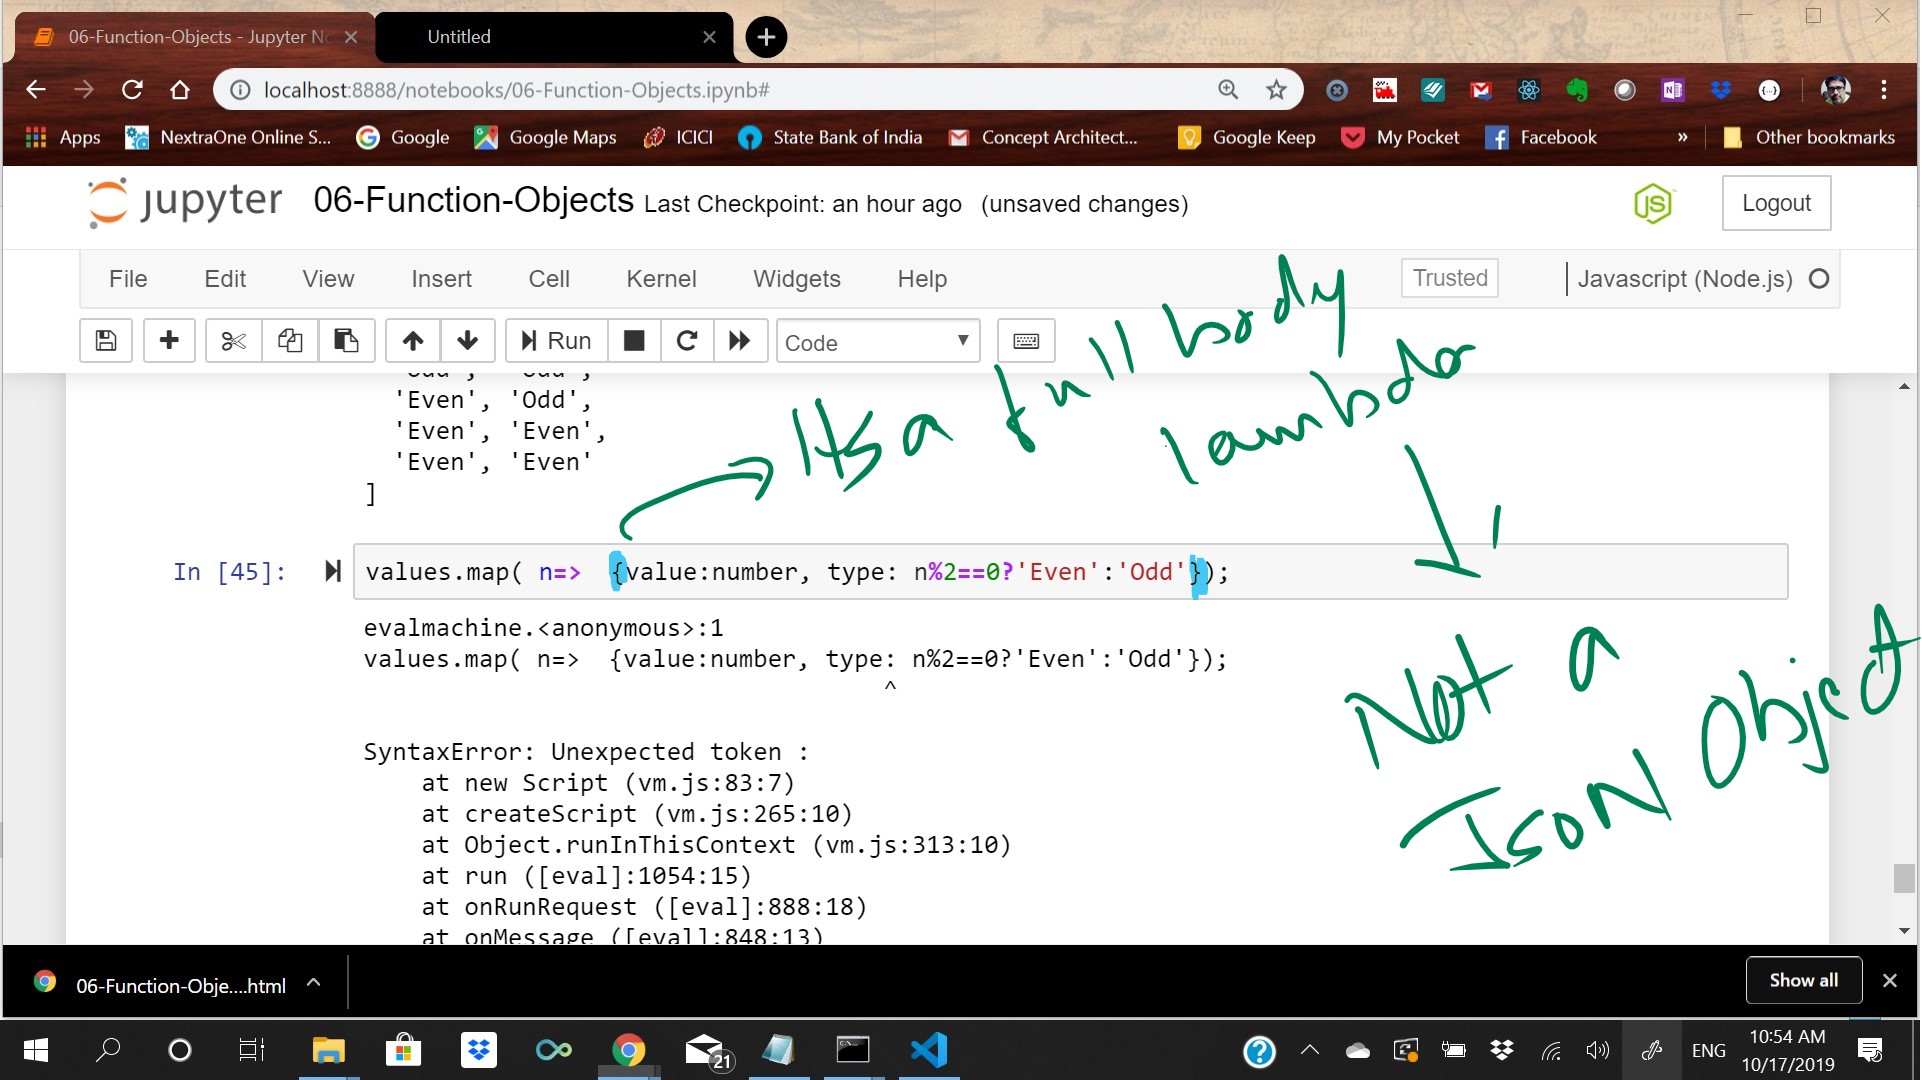 06-Function-Objects - Jupyter No
Untitled
localhost:8888/notebooks/06-Function-Objects.ipynb#
Apps NextraOne Online S... Google Google Maps ICICI State Bank of India Concept Architect... Google Keep My Pocket Facebook » Other bookmarks
jupyter 06-Function-Objects Last Checkpoint: an hour ago (unsaved changes) JS Logout
File Edit View Insert Cell Kernel Widgets Help Trusted Javascript (Node.js)
Run Code
'Odd', 'Odd',
'Even', 'Odd',
'Even', 'Even',
'Even', 'Even'
]
Its a full body
lambda
In [45]: values.map( n=> {value:number, type: n%2==0?'Even':'Odd'});
evalmachine.<anonymous>:1
values.map( n=> {value:number, type: n%2==0?'Even':'Odd'});
^
Not a
Json Object
SyntaxError: Unexpected token :
at new Script (vm.js:83:7)
at createScript (vm.js:265:10)
at Object.runInThisContext (vm.js:313:10)
at run ([eval]:1054:15)
at onRunRequest ([eval]:888:18)
at onMessage ([eval]:848:13)
06-Function-Obje....html Show all
21 ENG 10:54 AM
10/17/2019